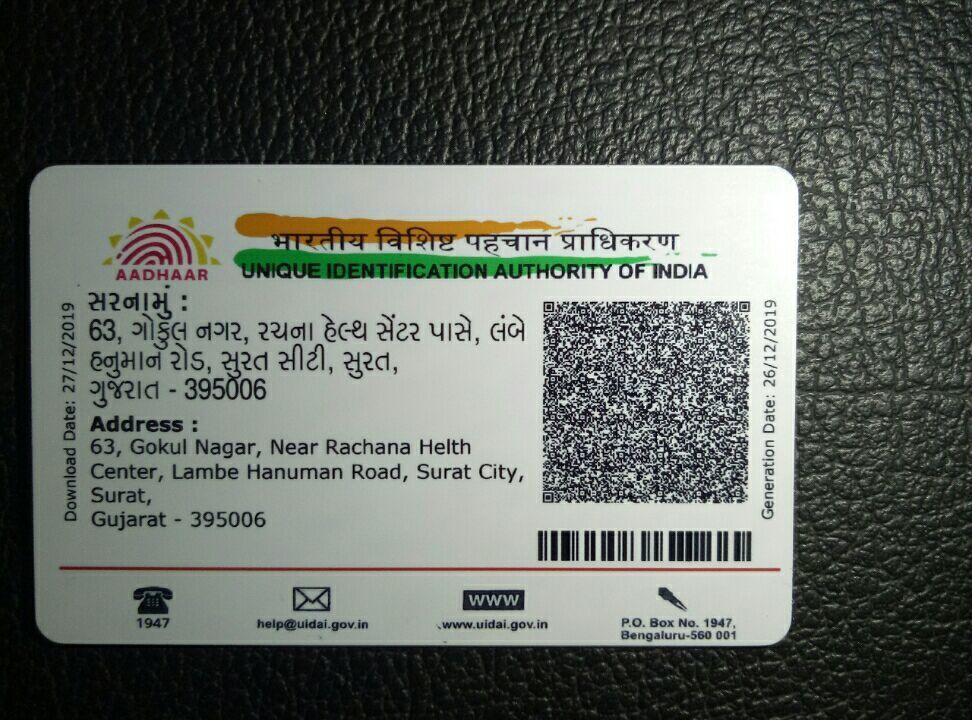 भारतीय विशिष्ट पहचान प्राधिकरण
AADHAAR
UNIQUE IDENTIFICATION AUTHORITY OF INDIA
સરનામું :
63, ગોકુલ નગર, રચના હેલ્થ સેંટર પાસે, લંબે
હનુમાન રોડ, સુરત સીટી, સુરત,
ગુજરાત - 395006
Address :
63, Gokul Nagar, Near Rachana Helth
Center, Lambe Hanuman Road, Surat City,
Surat,
Gujarat - 395006
Download Date: 27/12/2019
Generation Date: 26/12/2019
1947
help@uidai.gov.in
WWW
www.uidai.gov.in
P.O. Box No. 1947,
Bengaluru-560 001